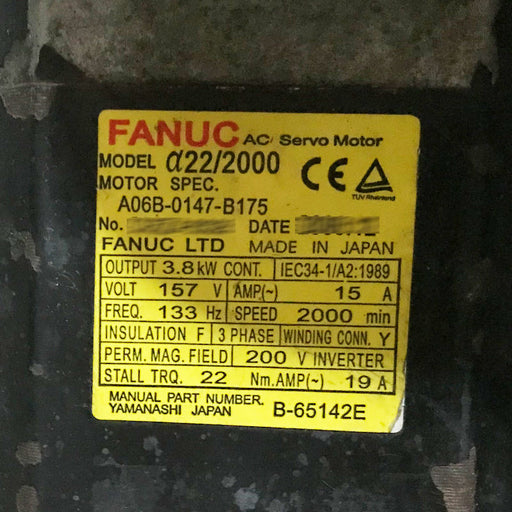 FANUC AC Servo Motor
MODEL α22/2000
MOTOR SPEC.
A06B-0147-B175
CE
TÜV Rheinland
No. DATE
FANUC LTD MADE IN JAPAN
OUTPUT 3.8 kW CONT. IEC34-1/A2:1989
VOLT 157 V AMP.(~) 15 A
FREQ. 133 Hz SPEED 2000 min
INSULATION F 3 PHASE WINDING CONN. Y
PERM. MAG. FIELD 200 V INVERTER
STALL TRQ. 22 Nm. AMP(~) 19 A
MANUAL PART NUMBER.
YAMANASHI JAPAN B-65142E